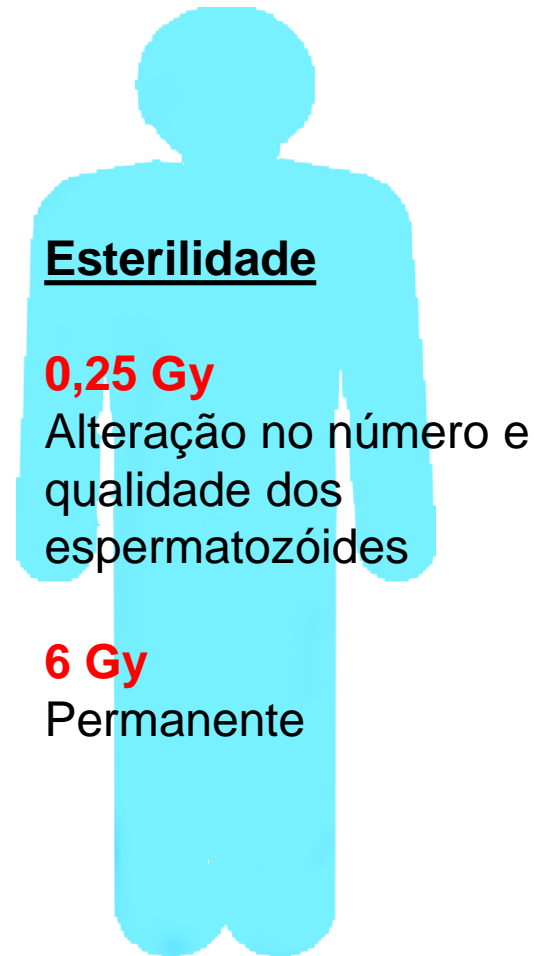 Esterilidade
0,25 Gy
Alteração no número e
qualidade dos
espermatozóides
6 Gy
Permanente